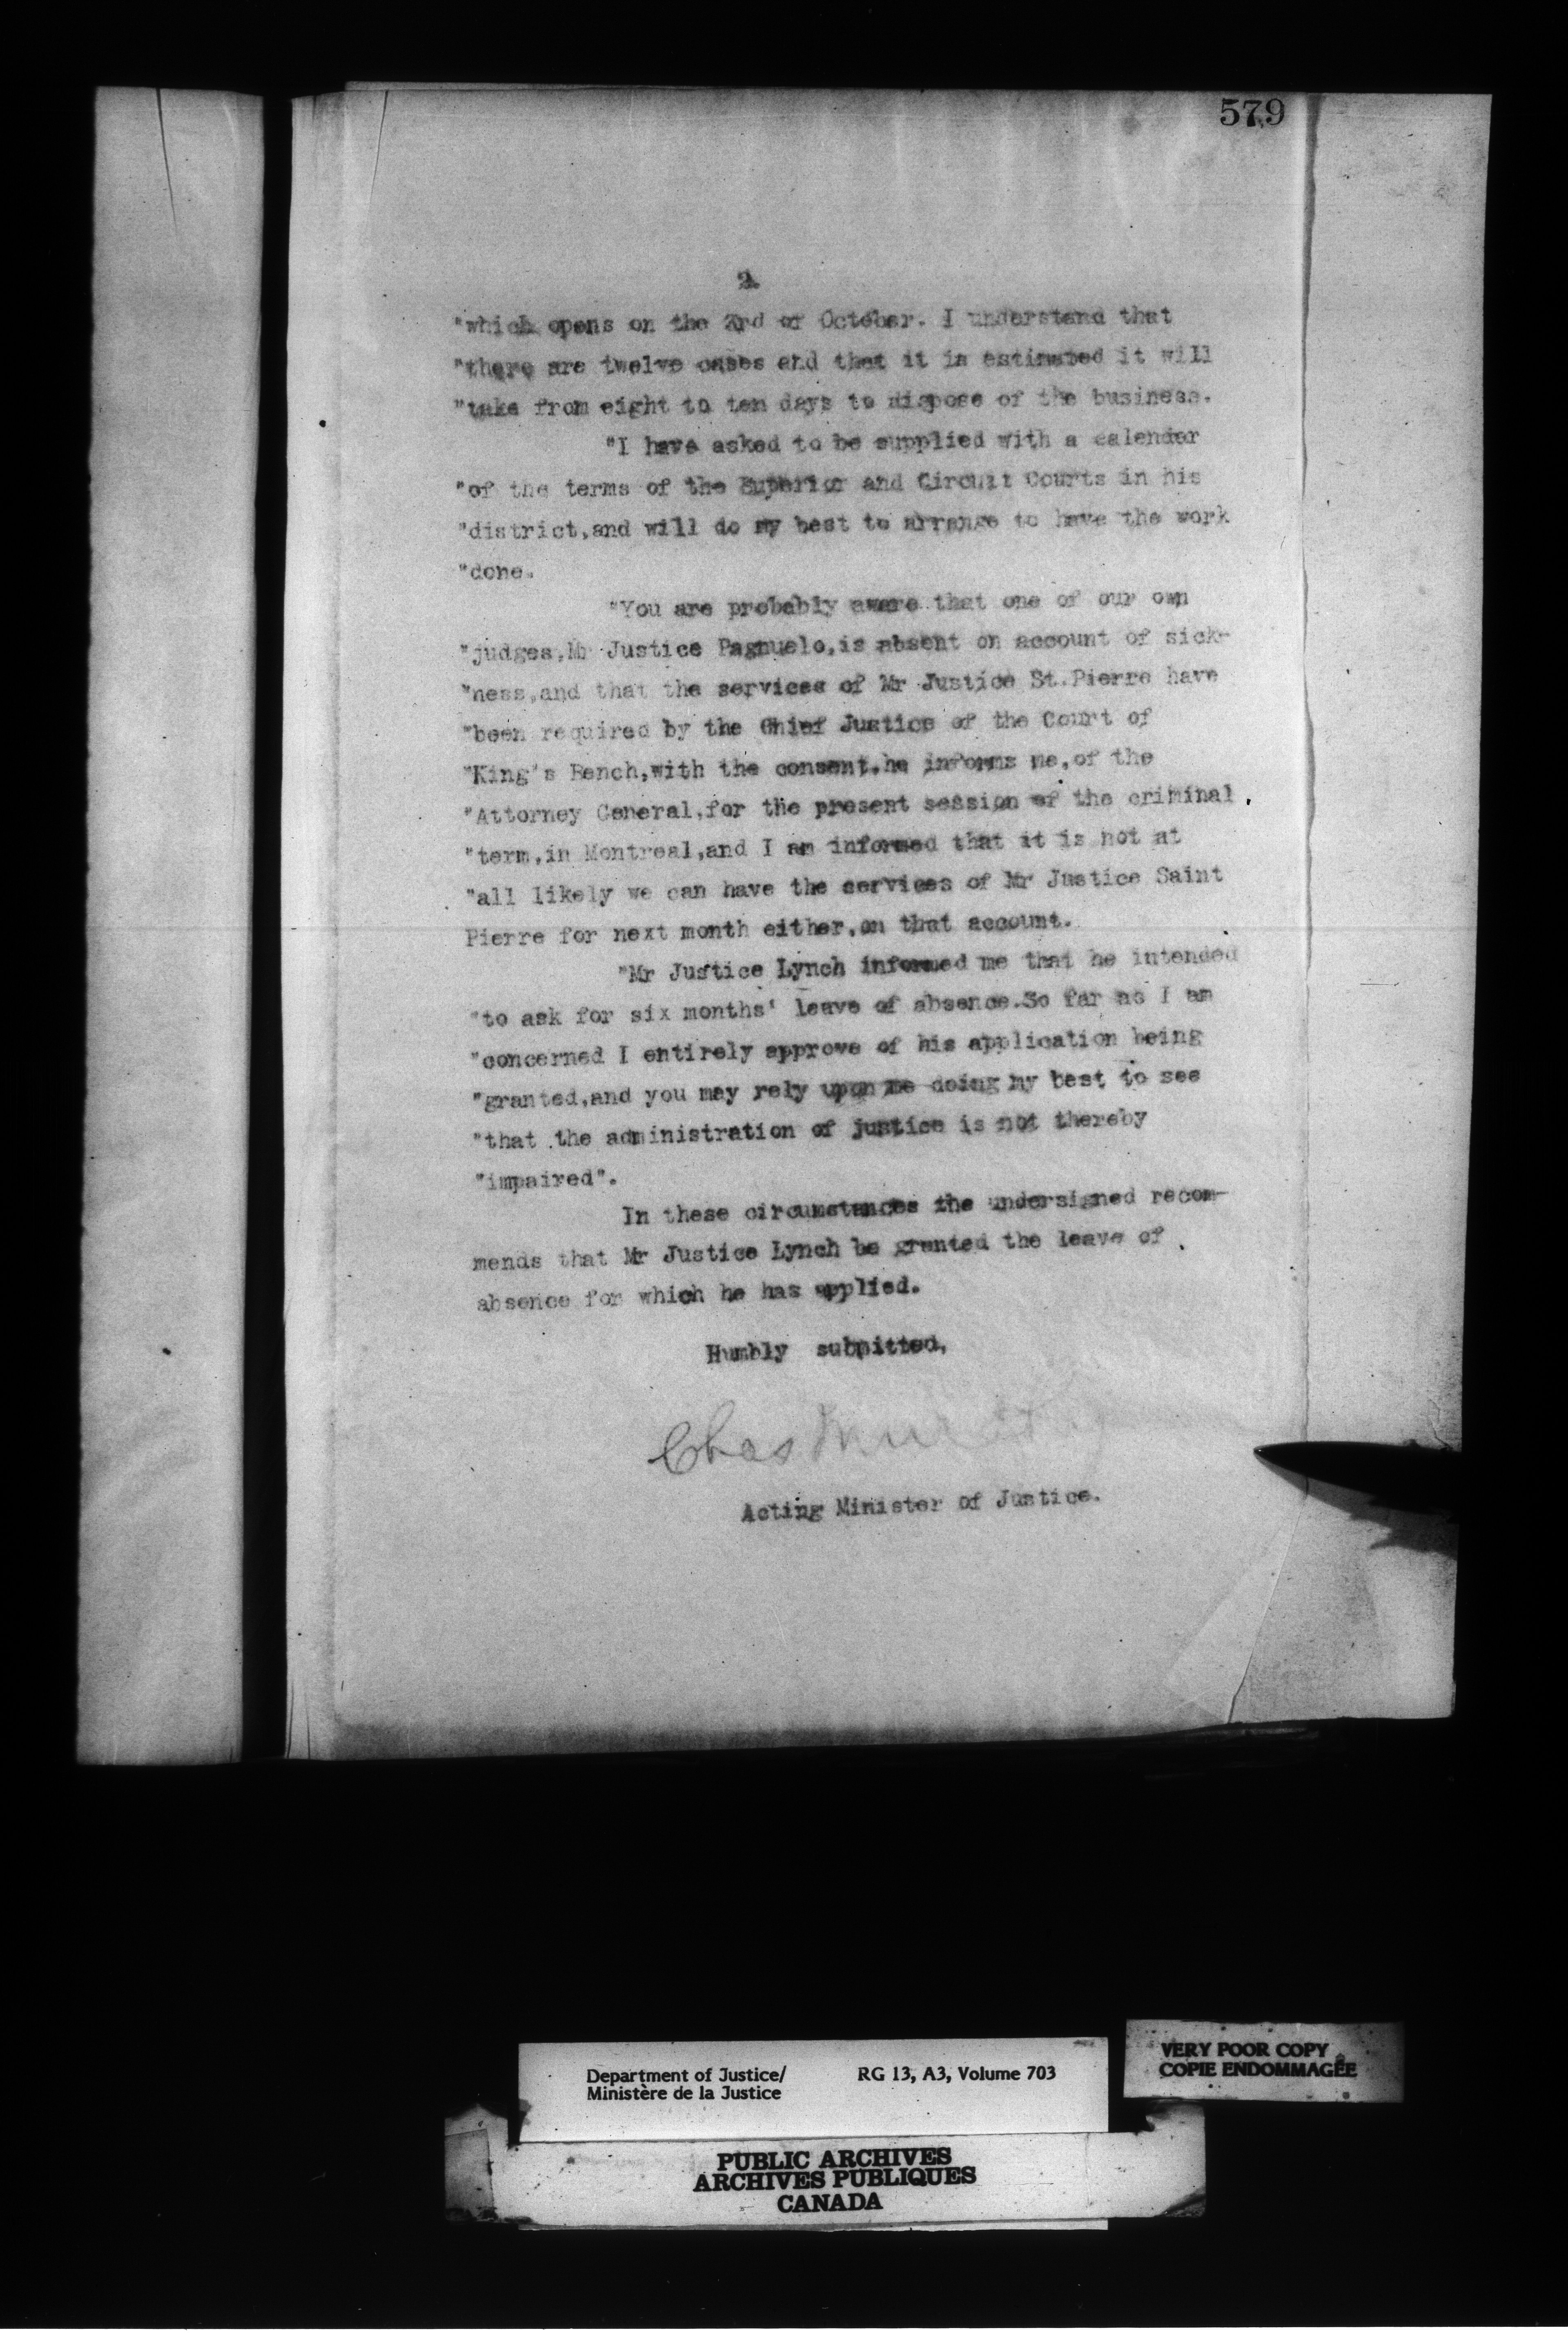 579
2.
"which opens on the 3rd of October. I understand that
"there are twelve cases and that it is estimated it will
"take from eight to ten days to dispose of the business.
"I have asked to be supplied with a calender
"of the terms of the Superior and Circuit Courts in his
"district,and will do my best to arrange to have the work
"done.
"You are probably aware that one of our own
"judges,Mr Justice Pagnuelo,is absent on account of sick-
"ness,and that the services of Mr Justice St.Pierre have
"been required by the Chief Justice of the Court of
"King's Bench,with the consent,he informs me,of the
"Attorney General,for the present session of the criminal
"term,in Montreal,and I am informed that it is not at
"all likely we can have the services of Mr Justice Saint
Pierre for next month either,on that account.
"Mr Justice Lynch informed me that he intended
"to ask for six months' leave of absence.So far as I am
"concerned I entirely approve of his application being
"granted,and you may rely upon me doing my best to see
"that the administration of justice is not thereby
"impaired".
In these circumstances the undersigned recom-
mends that Mr Justice Lynch be granted the leave of
absence for which he has applied.
Humbly submitted,
Chas
Acting Minister of Justice.
Department of Justice/ RG 13, A3, Volume 703
Ministère de la Justice
VERY POOR COPY
COPIE ENDOMMAGÉE
PUBLIC ARCHIVES
ARCHIVES PUBLIQUES
CANADA